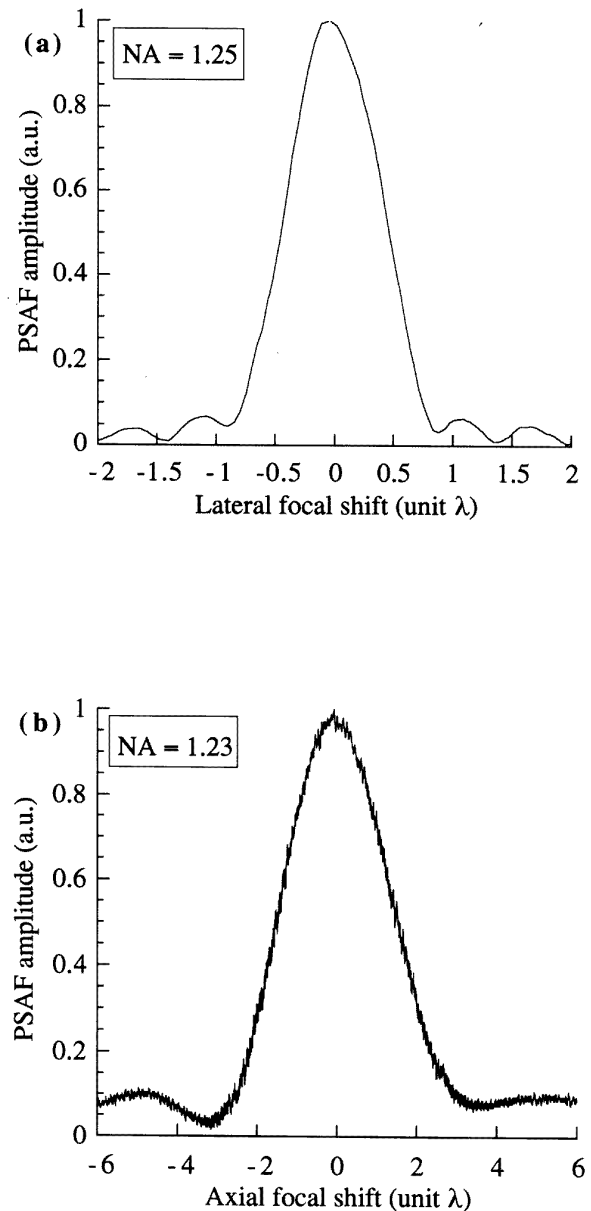 (a)
NA = 1.25
PSAF amplitude (a.u.)
1
0.8
0.6
0.4
0.2
0
-2 -1.5 -1 -0.5 0 0.5 1 1.5 2
Lateral focal shift (unit λ)
(b)
NA = 1.23
PSAF amplitude (a.u.)
1
0.8
0.6
0.4
0.2
0
-6 -4 -2 0 2 4 6
Axial focal shift (unit λ)